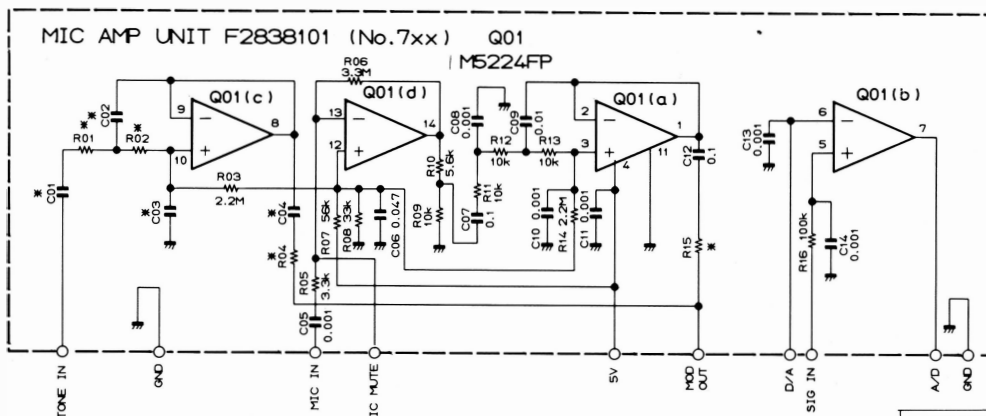 MIC AMP UNIT F2838101 (No.7xx) Q01
M5224FP
R06
3.3M
Q01(c)
Q01(d)
Q01(a)
Q01(b)
C02
* *
R01 R02
9
8
10
13
14
12
C08
0.001
C09
0.01
2
1
3
4
11
C12
0.1
C13
0.001
6
5
7
R12
10k
R13
10k
R10
5.6k
R11
10k
R03
2.2M
* C01
* C03
* C04
* R04
R07 56k
R08 33k
C06 0.047
R09
10k
C07
0.1
C10 0.001
R14 2.2M
C11 0.001
R15 *
R16 100k
C14
0.001
R05
3.3k
C05
0.001
TONE IN
GND
MIC IN
IC MUTE
5V
MOD
OUT
D/A
SIG IN
A/D
GND